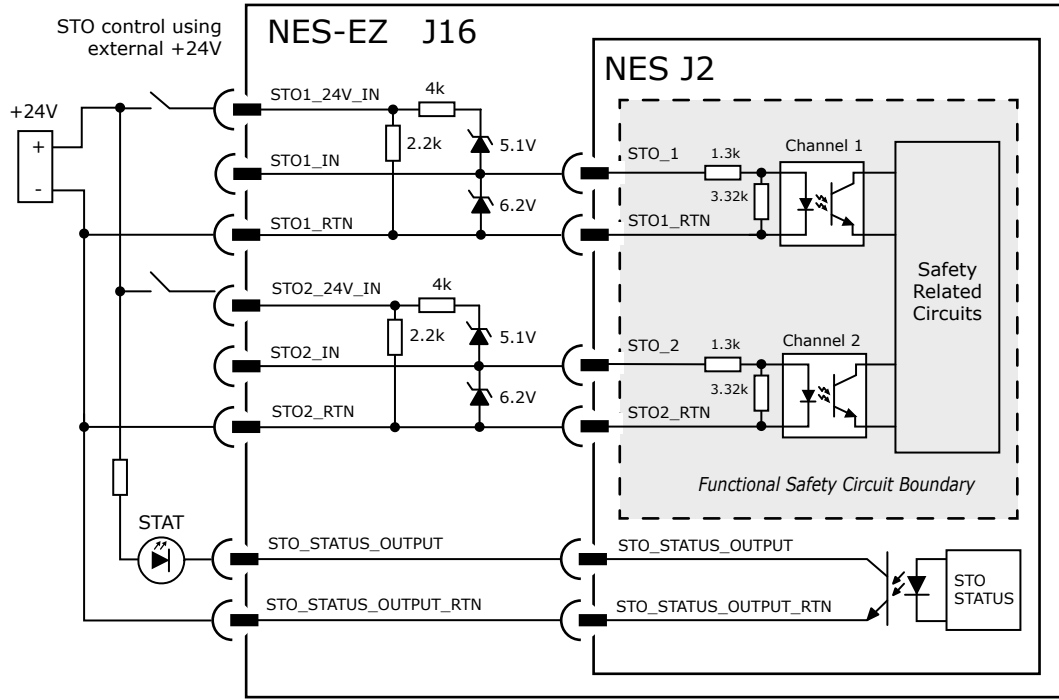 STO control using
external +24V
NES-EZ J16
NES J2
+24V
+
-
STO1_24V_IN
4k
2.2k
5.1V
STO1_IN
6.2V
STO1_RTN
STO_1
1.3k
3.32k
Channel 1
STO1_RTN
STO2_24V_IN
4k
2.2k
5.1V
STO2_IN
6.2V
STO2_RTN
STO_2
1.3k
3.32k
Channel 2
STO2_RTN
Safety
Related
Circuits
Functional Safety Circuit Boundary
STAT
STO_STATUS_OUTPUT
STO_STATUS_OUTPUT
STO_STATUS_OUTPUT_RTN
STO_STATUS_OUTPUT_RTN
STO
STATUS